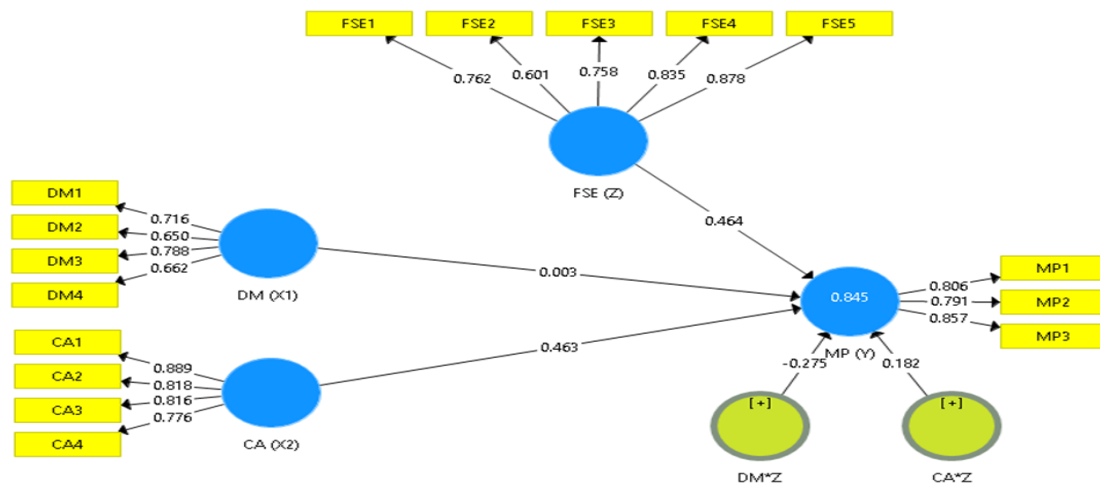 FSE1 FSE2 FSE3 FSE4 FSE5
0.762 0.601 0.758 0.835 0.878
FSE (Z)
0.464
DM1
DM2
DM3
DM4
0.716
0.650
0.788
0.662
DM (X1)
0.003
CA1
CA2
CA3
CA4
0.889
0.818
0.816
0.776
CA (X2)
0.463
0.845
MP (Y)
0.806
0.791
0.857
MP1
MP2
MP3
-0.275 0.182
[+] [+]
DM*Z CA*Z